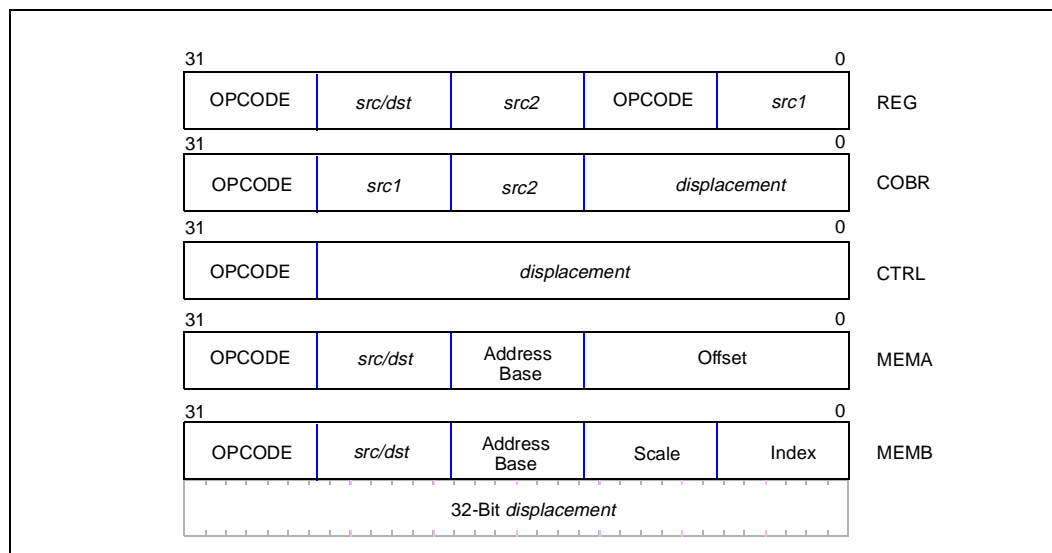 31 0
OPCODE src/dst src2 OPCODE src1 REG
31 0
OPCODE src1 src2 displacement COBR
31 0
OPCODE displacement CTRL
31 0
OPCODE src/dst Address Base Offset MEMA
31 0
OPCODE src/dst Address Base Scale Index MEMB
32-Bit displacement